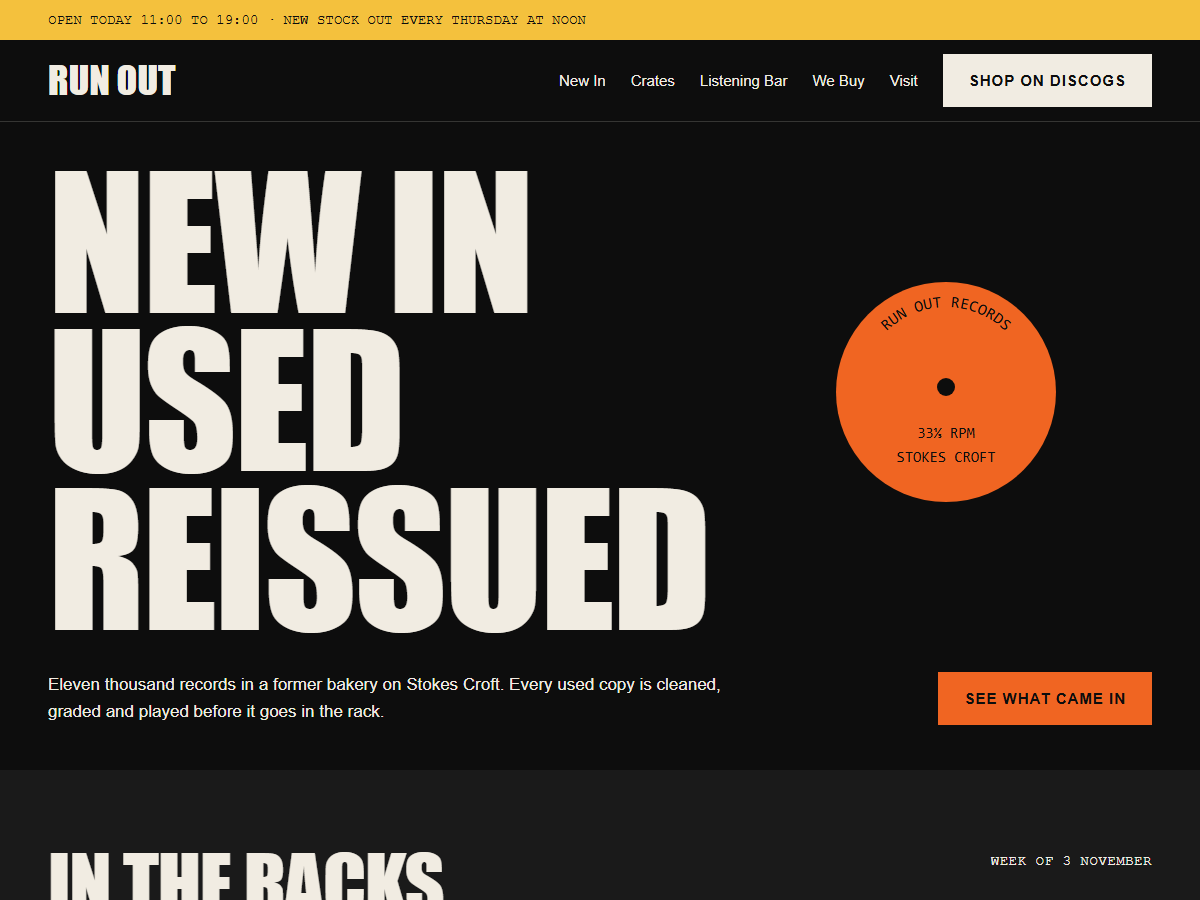 OPEN TODAY 11:00 TO 19:00 · NEW STOCK OUT EVERY THURSDAY AT NOON
RUN OUT
New In
Crates
Listening Bar
We Buy
Visit
SHOP ON DISCOGS
NEW IN
USED
REISSUED
RUN OUT RECORDS
33⅓ RPM
STOKES CROFT
Eleven thousand records in a former bakery on Stokes Croft. Every used copy is cleaned,
graded and played before it goes in the rack.
SEE WHAT CAME IN
IN THE RACKS
WEEK OF 3 NOVEMBER